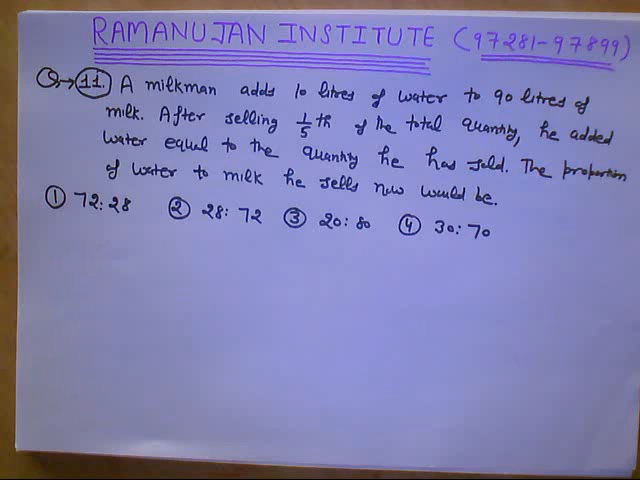 RAMANUJAN INSTITUTE (97281-97899)
Q→ 11. A milkman adds 10 litres of water to 90 litres of
milk. After selling 1/5 th of the total quantity, he added
water equal to the quantity he has sold. The proportion
of water to milk he sells now would be.
① 72:28 ② 28:72 ③ 20:80 ④ 30:70